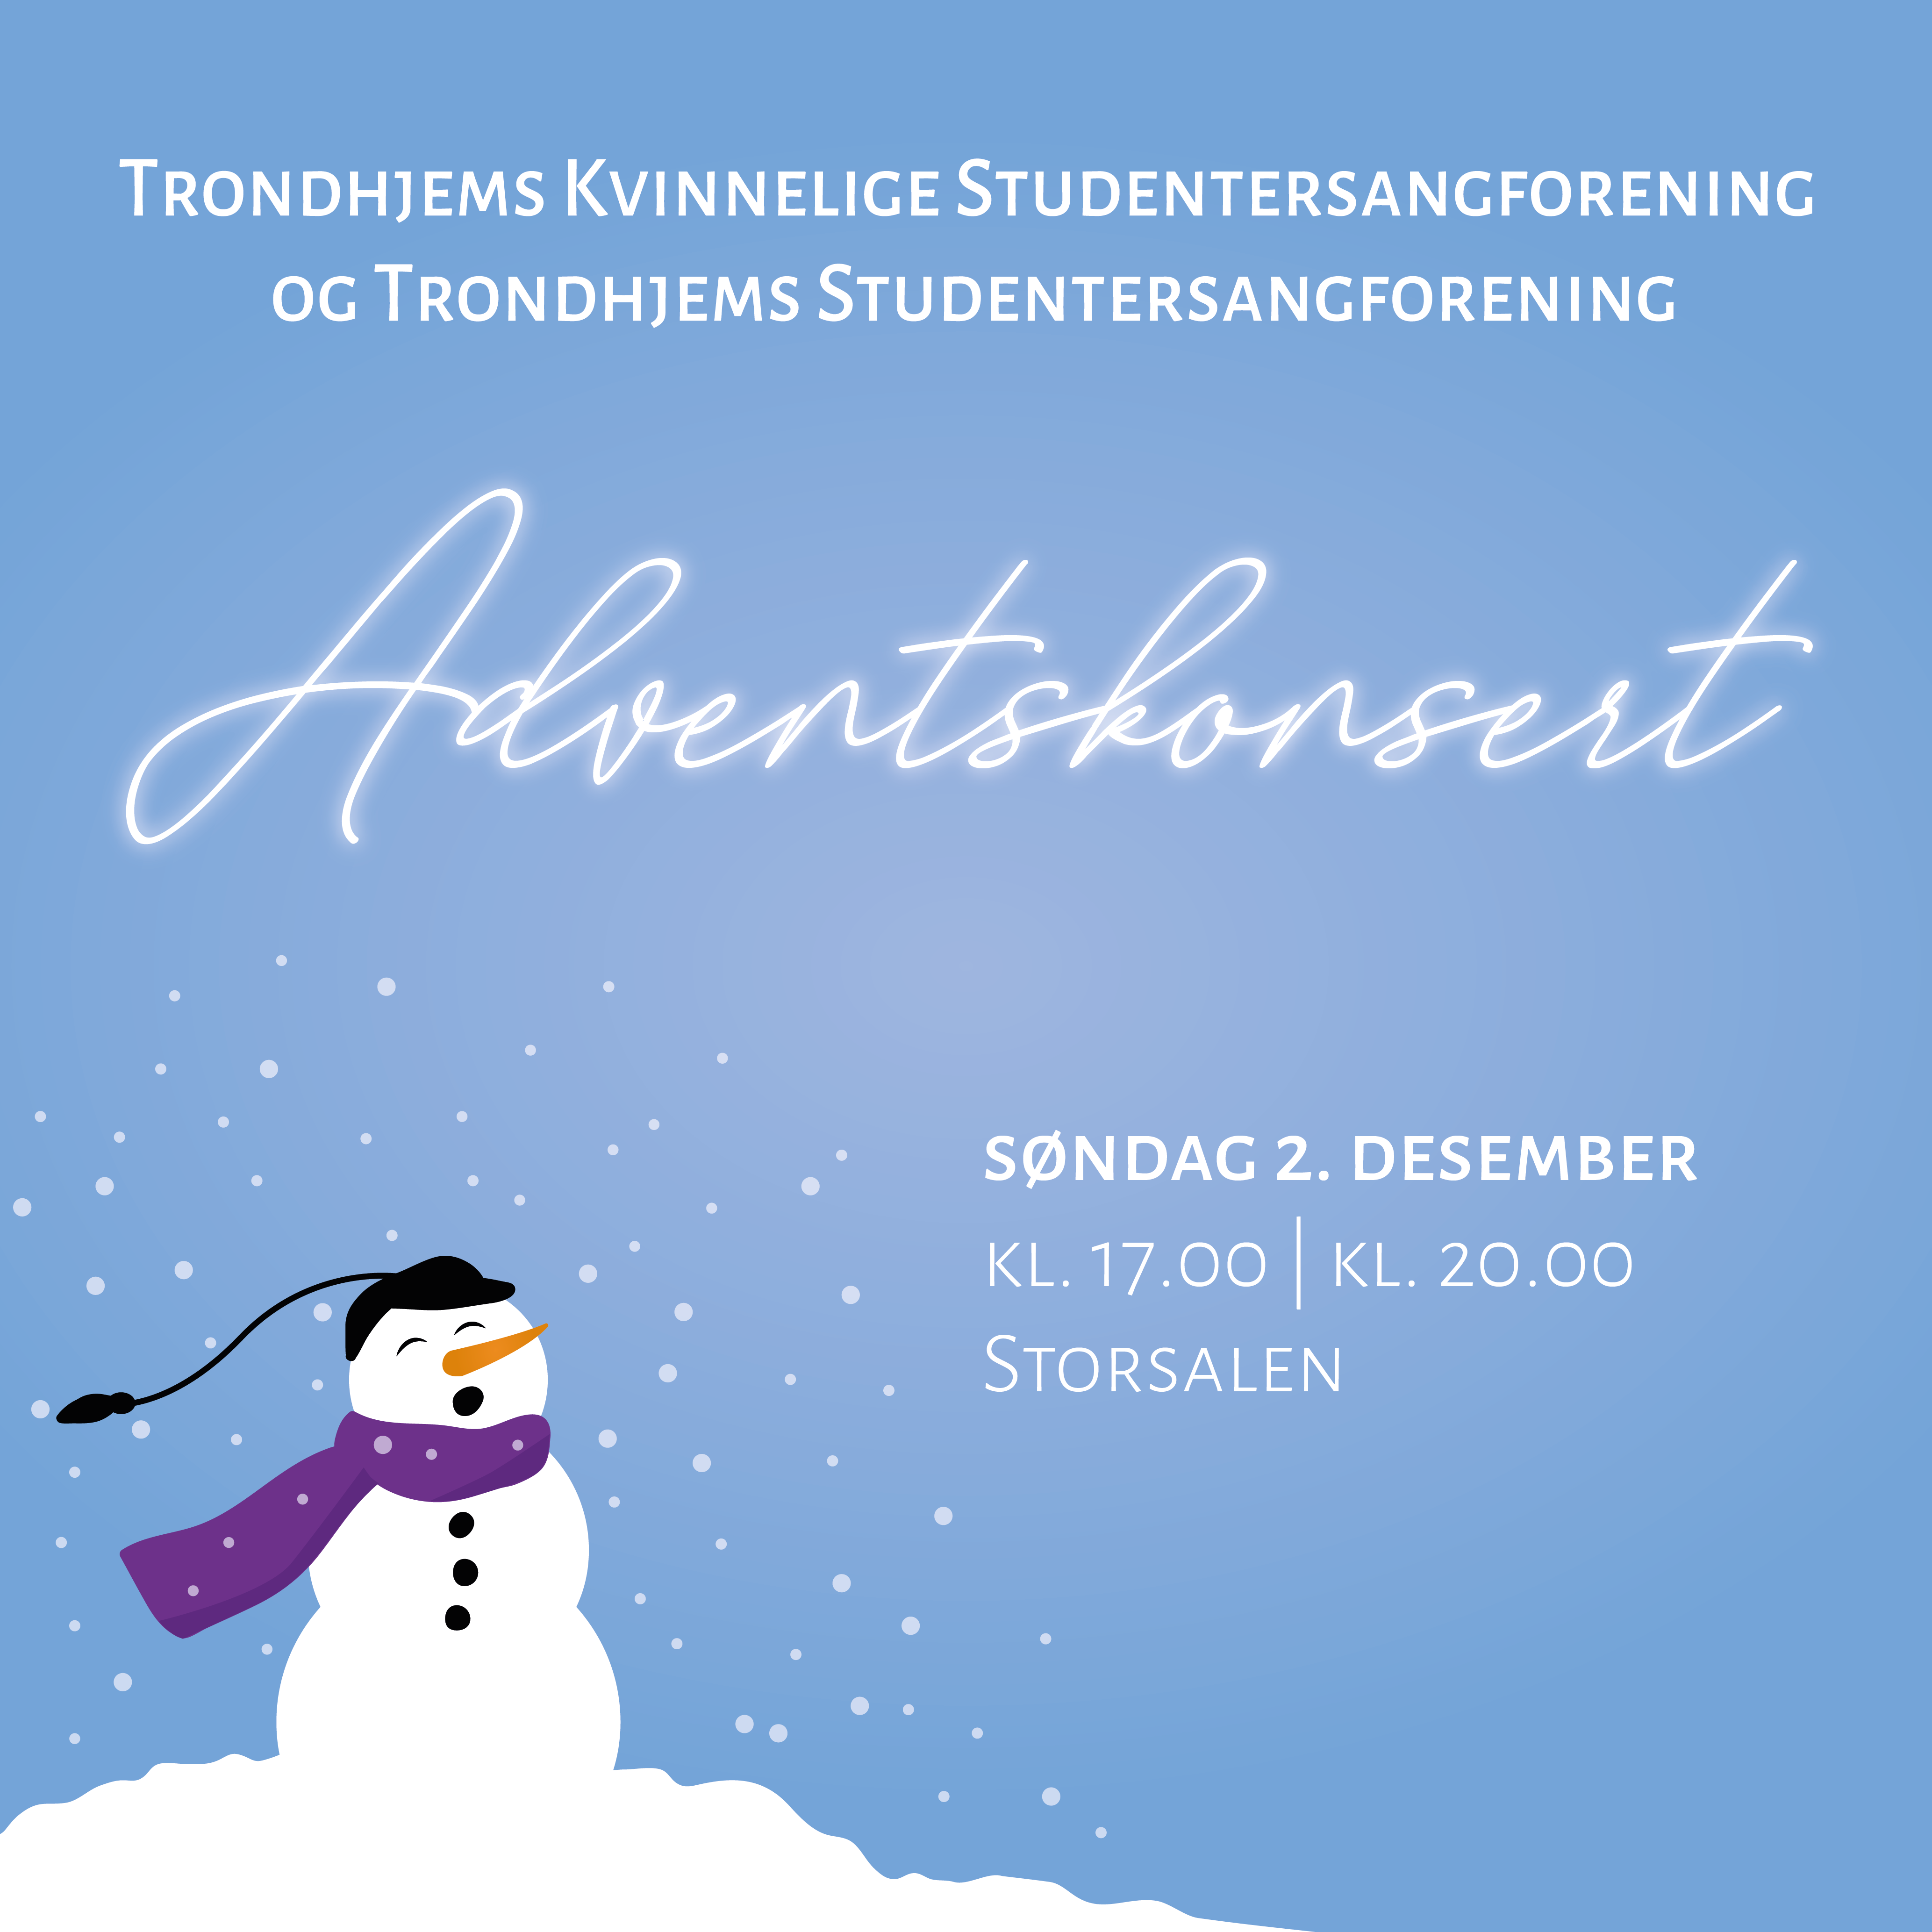 Trondhjems Kvinnelige Studentersangforening
og Trondhjems Studentersangforening
Adventskonsert
SØNDAG 2. DESEMBER
KL. 17.00 | KL. 20.00
Storsalen